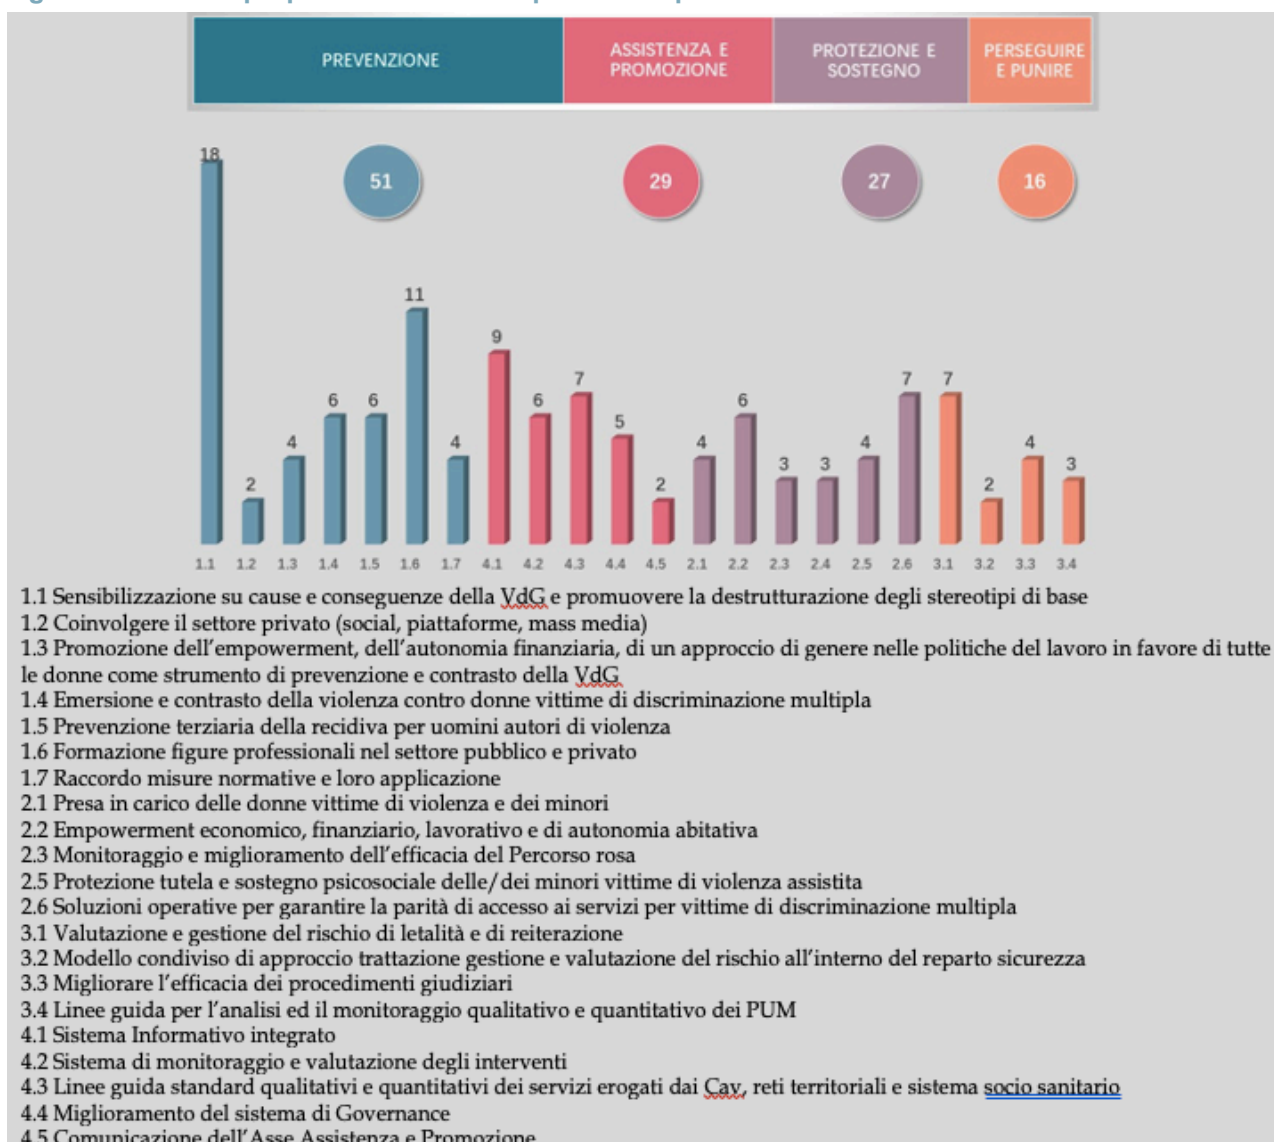 PREVENZIONE
ASSISTENZA E
PROMOZIONE
PROTEZIONE E
SOSTEGNO
PERSEGUIRE
E PUNIRE
51
29
27
16
18
2
4
6
6
11
4
9
6
7
5
2
4
6
3
3
4
7
7
2
4
3
1.1 1.2 1.3 1.4 1.5 1.6 1.7 4.1 4.2 4.3 4.4 4.5 2.1 2.2 2.3 2.4 2.5 2.6 3.1 3.2 3.3 3.4
1.1 Sensibilizzazione su cause e conseguenze della VdG e promuovere la destrutturazione degli stereotipi di base
1.2 Coinvolgere il settore privato (social, piattaforme, mass media)
1.3 Promozione dell'empowerment, dell'autonomia finanziaria, di un approccio di genere nelle politiche del lavoro in favore di tutte
le donne come strumento di prevenzione e contrasto della VdG
1.4 Emersione e contrasto della violenza contro donne vittime di discriminazione multipla
1.5 Prevenzione terziaria della recidiva per uomini autori di violenza
1.6 Formazione figure professionali nel settore pubblico e privato
1.7 Raccordo misure normative e loro applicazione
2.1 Presa in carico delle donne vittime di violenza e dei minori
2.2 Empowerment economico, finanziario, lavorativo e di autonomia abitativa
2.3 Monitoraggio e miglioramento dell'efficacia del Percorso rosa
2.5 Protezione tutela e sostegno psicosociale delle/dei minori vittime di violenza assistita
2.6 Soluzioni operative per garantire la parità di accesso ai servizi per vittime di discriminazione multipla
3.1 Valutazione e gestione del rischio di letalità e di reiterazione
3.2 Modello condiviso di approccio trattazione gestione e valutazione del rischio all'interno del reparto sicurezza
3.3 Migliorare l'efficacia dei procedimenti giudiziari
3.4 Linee guida per l'analisi ed il monitoraggio qualitativo e quantitativo dei PUM
4.1 Sistema Informativo integrato
4.2 Sistema di monitoraggio e valutazione degli interventi
4.3 Linee guida standard qualitativi e quantitativi dei servizi erogati dai Cav, reti territoriali e sistema socio sanitario
4.4 Miglioramento del sistema di Governance
4.5 Comunicazione dell'Asse Assistenza e Promozione